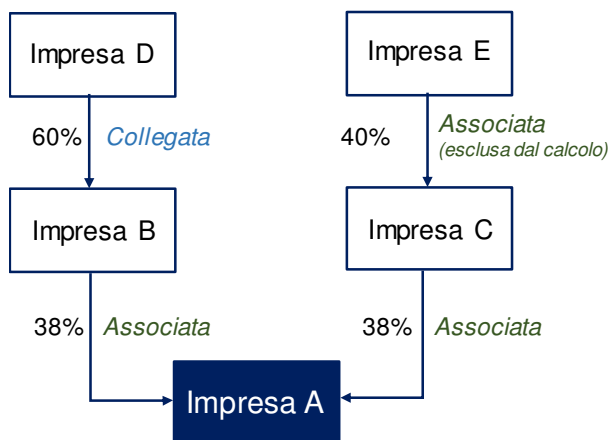 Impresa D
Impresa E
60%
Collegata
40%
Associata
(esclusa dal calcolo)
Impresa B
Impresa C
38%
Associata
38%
Associata
Impresa A